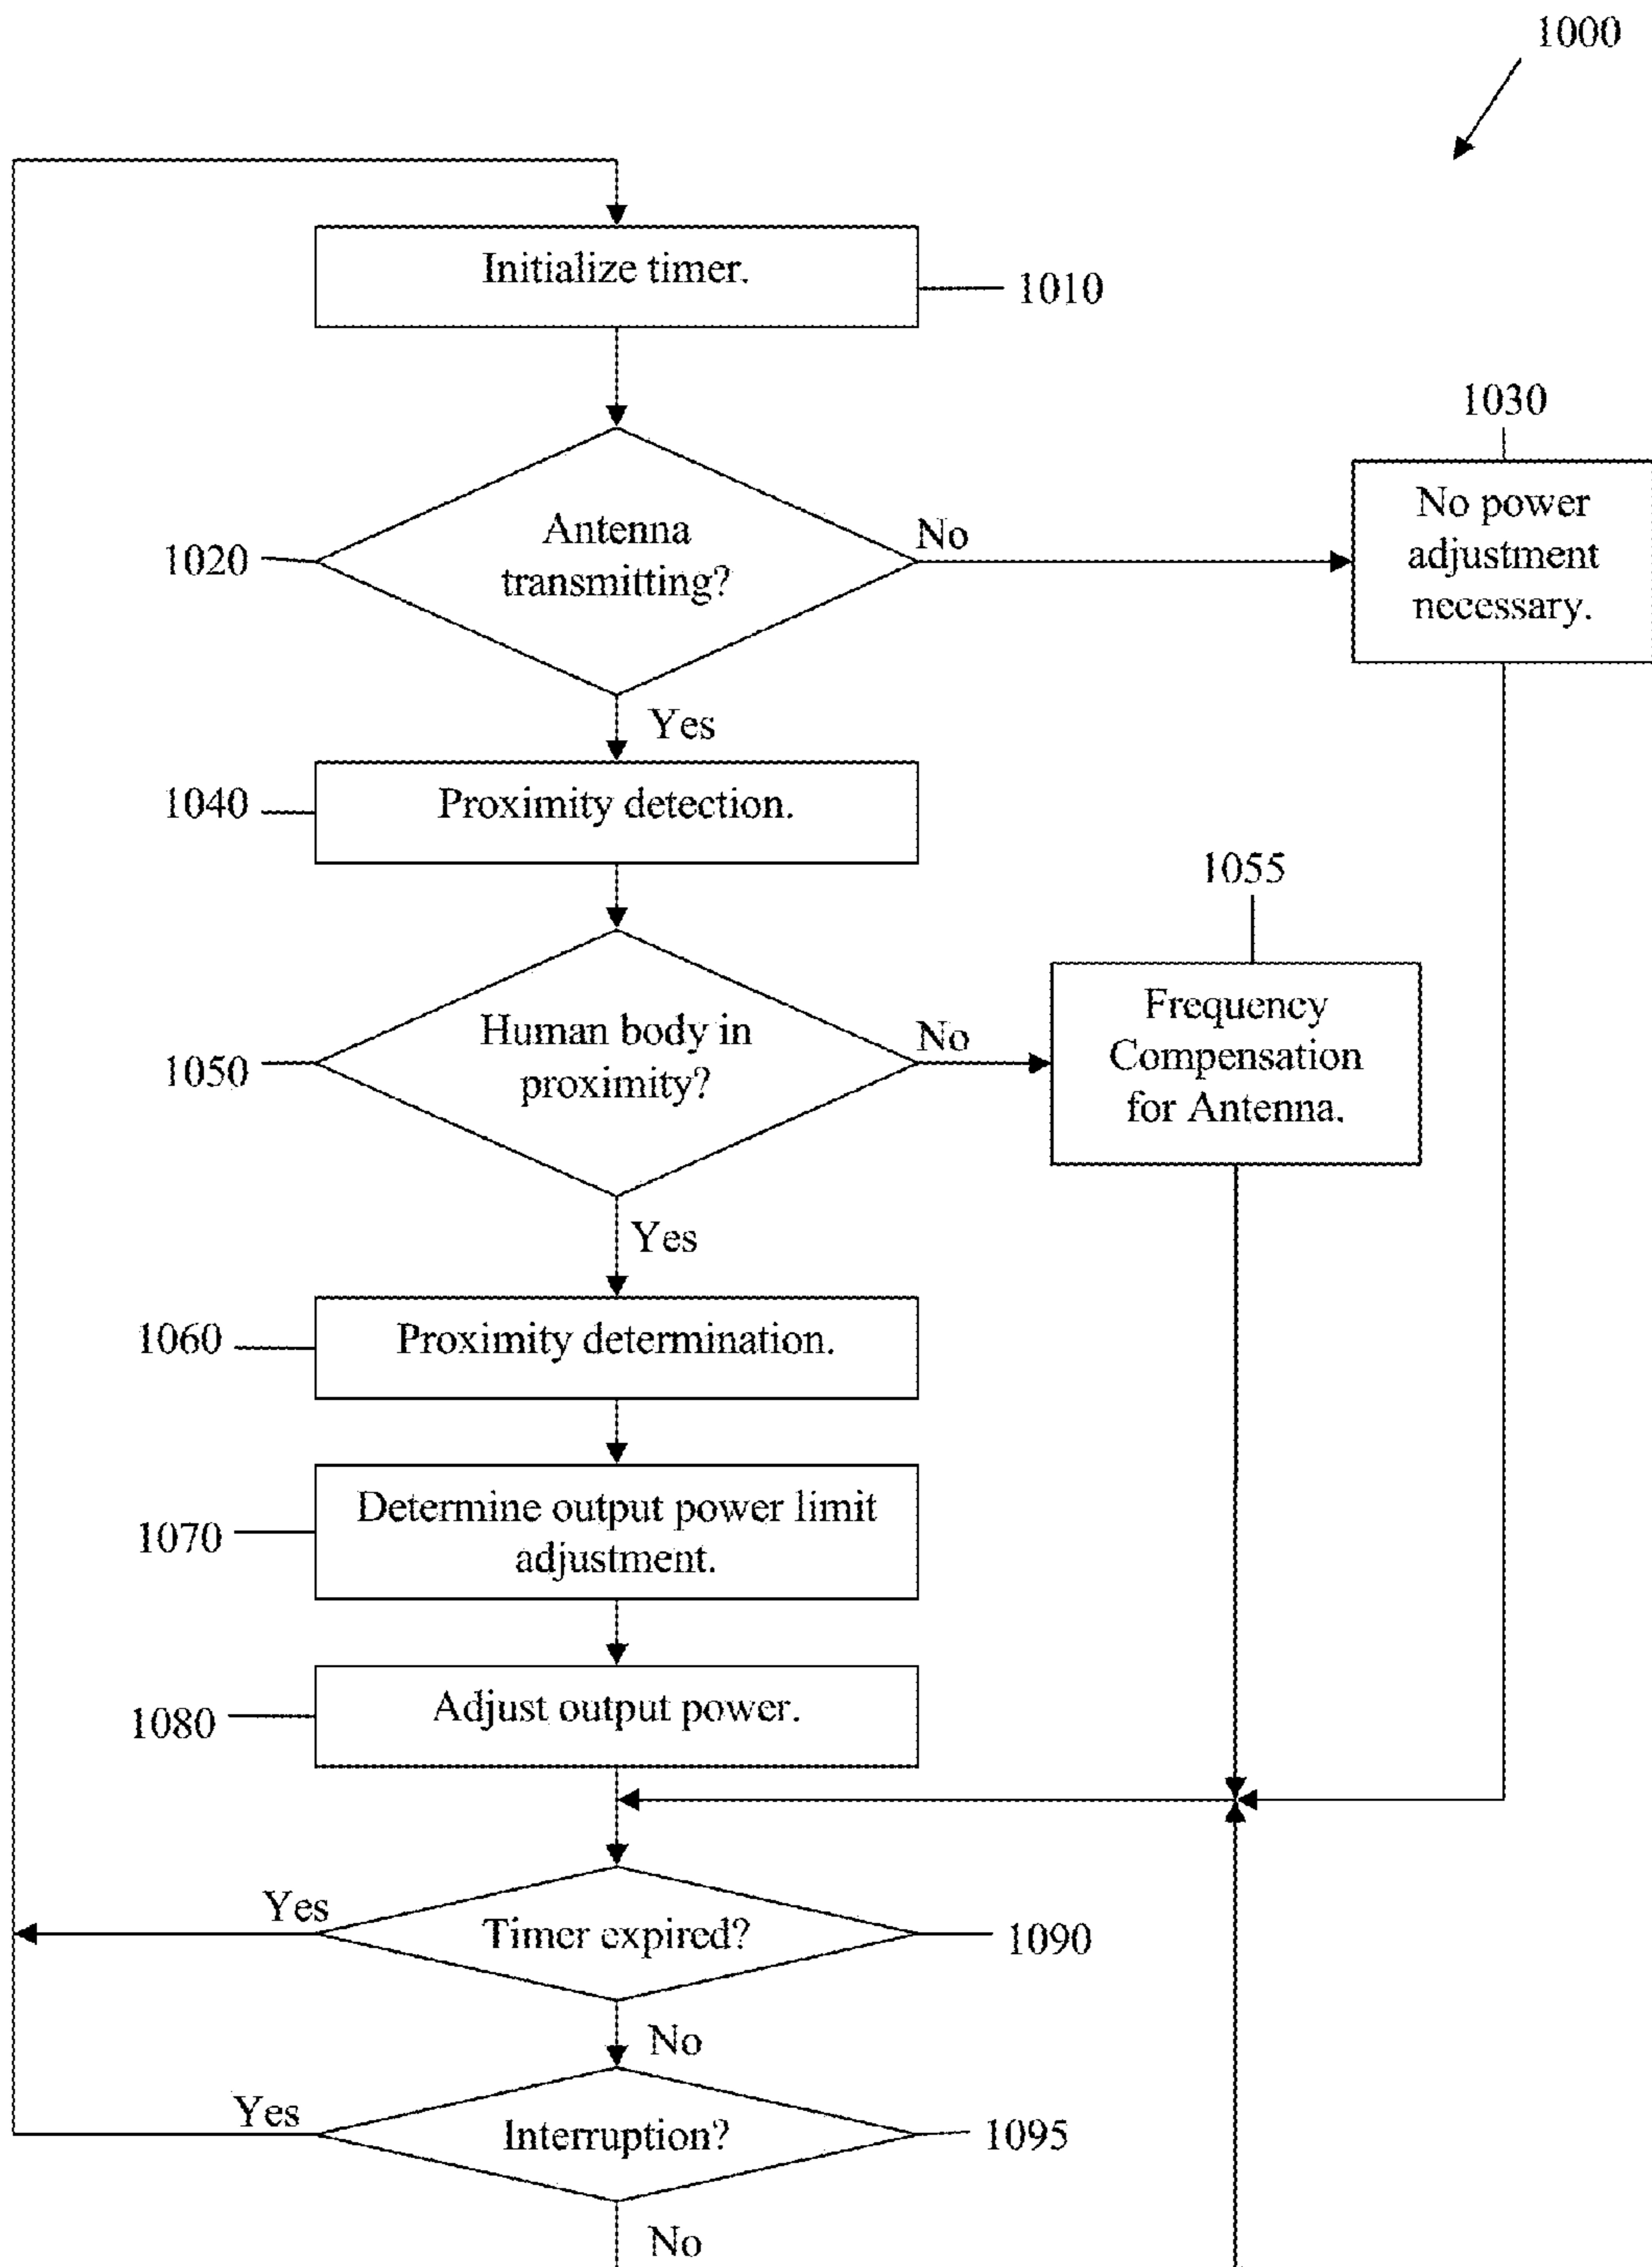 1000
Initialize timer.
1010
1030
No power
adjustment
necessary.
Antenna
transmitting?
1020
No
Yes
1040
Proximity detection.
1055
Frequency
Compensation
for Antenna.
Human body in
proximity?
1050
No
Yes
1060
Proximity determination.
1070
Determine output power limit
adjustment.
1080
Adjust output power.
Yes
Timer expired?
1090
No
Yes
Interruption?
1095
No